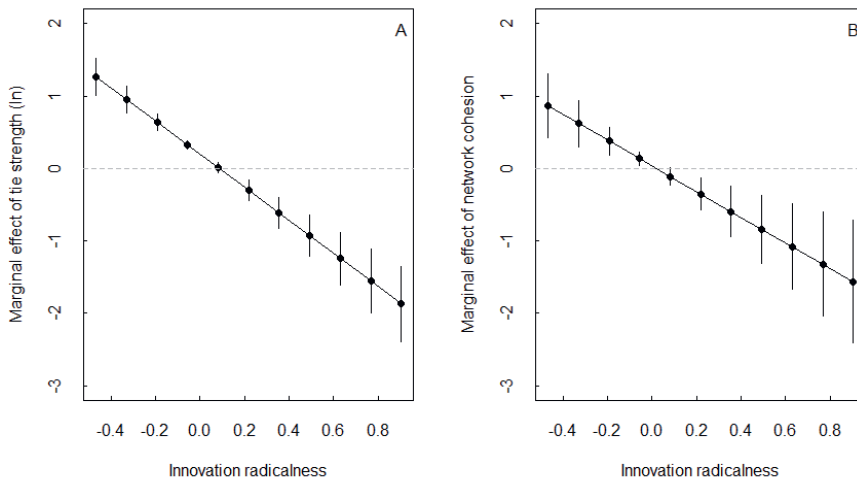 A
Marginal effect of tie strength (ln)
2
1
0
-1
-2
-3
-0.4 -0.2 0.0 0.2 0.4 0.6 0.8
Innovation radicalness
B
Marginal effect of network cohesion
2
1
0
-1
-2
-3
-0.4 -0.2 0.0 0.2 0.4 0.6 0.8
Innovation radicalness